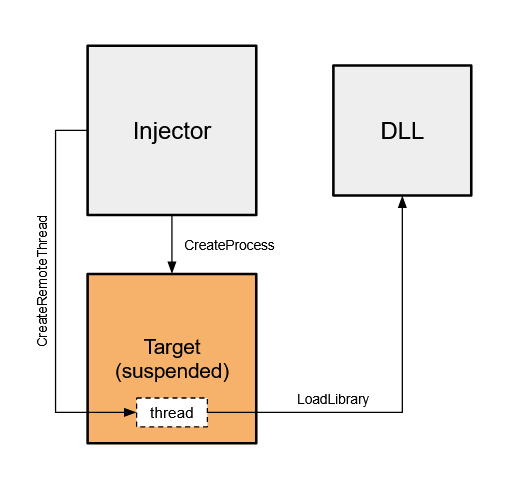 Injector
DLL
CreateRemoteThread
CreateProcess
Target
(suspended)
thread
LoadLibrary